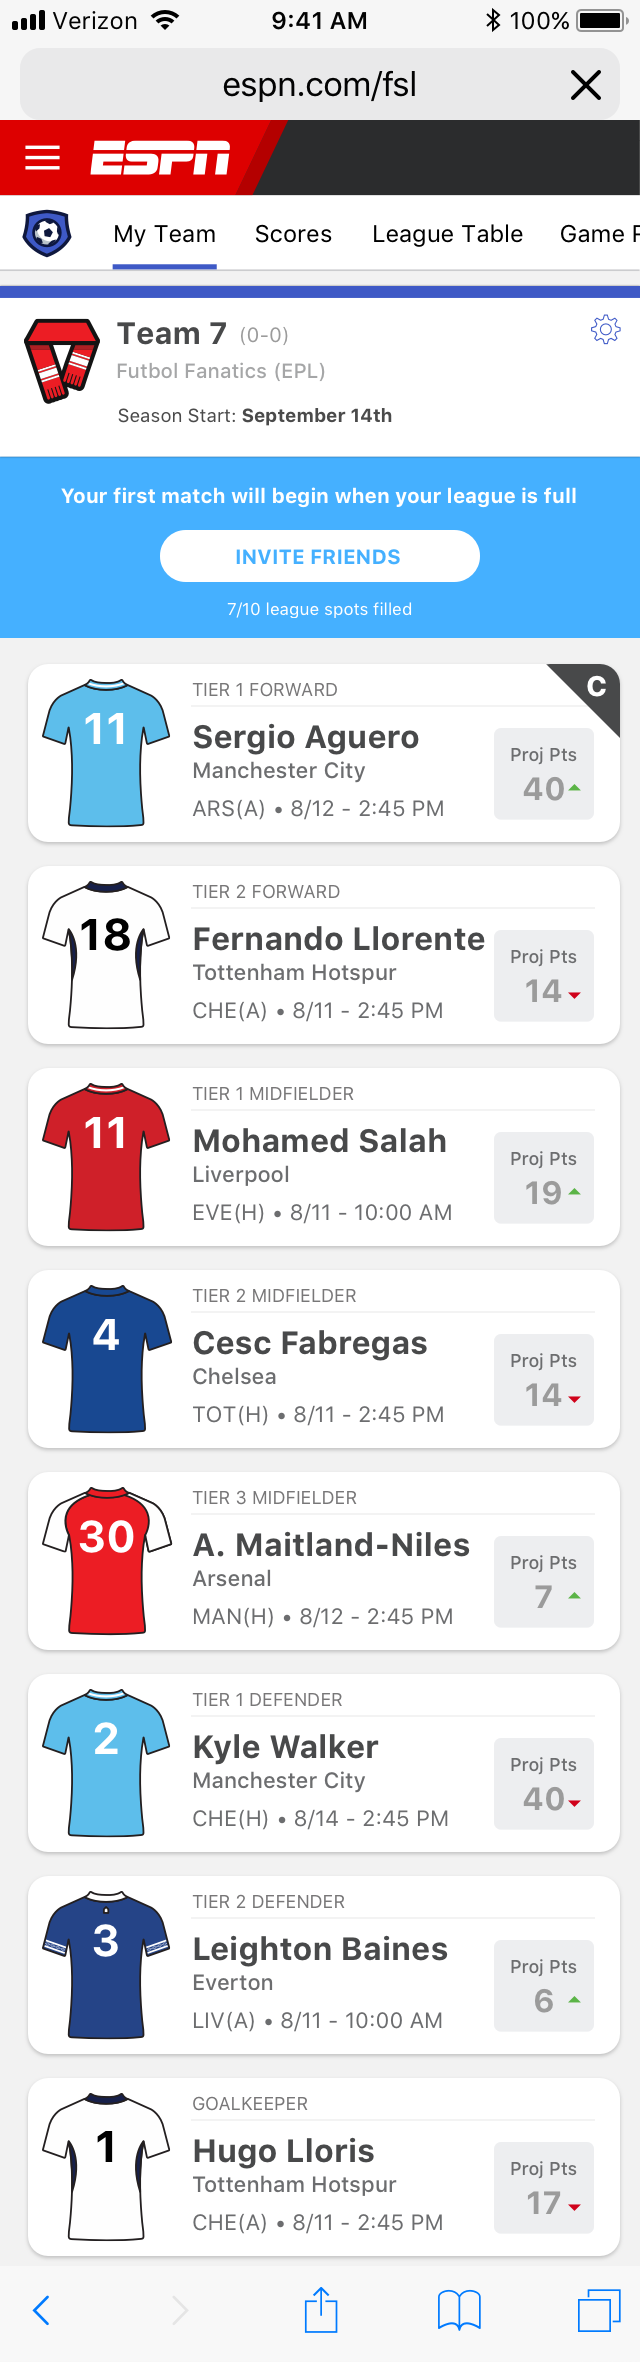 Verizon 9:41 AM 100%
espn.com/fsl
ESPN
My Team Scores League Table Game
Team 7 (0-0)
Futbol Fanatics (EPL)
Season Start: September 14th
Your first match will begin when your league is full
INVITE FRIENDS
7/10 league spots filled
11
TIER 1 FORWARD
C
Sergio Aguero
Manchester City
ARS(A) • 8/12 - 2:45 PM
Proj Pts
40
18
TIER 2 FORWARD
Fernando Llorente
Tottenham Hotspur
CHE(A) • 8/11 - 2:45 PM
Proj Pts
14
11
TIER 1 MIDFIELDER
Mohamed Salah
Liverpool
EVE(H) • 8/11 - 10:00 AM
Proj Pts
19
4
TIER 2 MIDFIELDER
Cesc Fabregas
Chelsea
TOT(H) • 8/11 - 2:45 PM
Proj Pts
14
30
TIER 3 MIDFIELDER
A. Maitland-Niles
Arsenal
MAN(H) • 8/12 - 2:45 PM
Proj Pts
7
2
TIER 1 DEFENDER
Kyle Walker
Manchester City
CHE(H) • 8/14 - 2:45 PM
Proj Pts
40
3
TIER 2 DEFENDER
Leighton Baines
Everton
LIV(A) • 8/11 - 10:00 AM
Proj Pts
6
1
GOALKEEPER
Hugo Lloris
Tottenham Hotspur
CHE(A) • 8/11 - 2:45 PM
Proj Pts
17